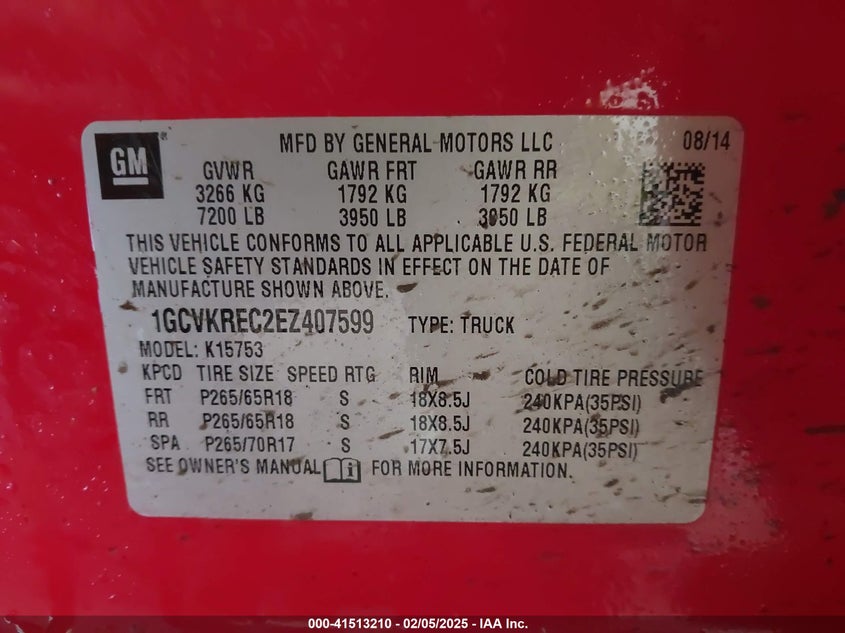 GM
MFD BY GENERAL MOTORS LLC 08/14
GVWR GAWR FRT GAWR RR
3266 KG 1792 KG 1792 KG
7200 LB 3950 LB 3950 LB
THIS VEHICLE CONFORMS TO ALL APPLICABLE U.S. FEDERAL MOTOR
VEHICLE SAFETY STANDARDS IN EFFECT ON THE DATE OF
MANUFACTURE SHOWN ABOVE.
1GCVKREC2EZ407599 TYPE: TRUCK
MODEL: K15753
KPCD TIRE SIZE SPEED RTG RIM COLD TIRE PRESSURE
FRT P265/65R18 S 18X8.5J 240KPA(35PSI)
RR P265/65R18 S 18X8.5J 240KPA(35PSI)
SPA P265/70R17 S 17X7.5J 240KPA(35PSI)
SEE OWNER'S MANUAL FOR MORE INFORMATION.
000-41513210 - 02/05/2025 - IAA Inc.